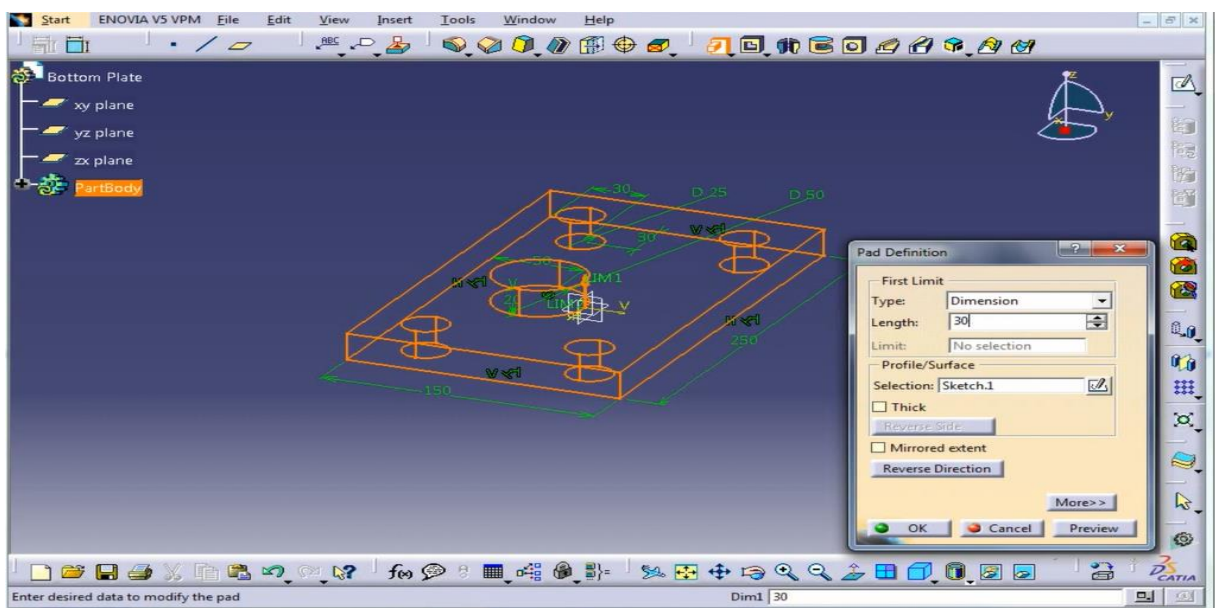 Start ENOVIA V5 VPM File Edit View Insert Tools Window Help
ABC
Bottom Plate
xy plane
yz plane
zx plane
PartBody
z
y
x
30
D 25
D 50
30
50
LIM1
20
V
H
V
H
V
250
150
Pad Definition
First Limit
Type: Dimension
Length: 30
Limit: No selection
Profile/Surface
Selection: Sketch.1
Thick
Reverse Side
Mirrored extent
Reverse Direction
More>>
OK Cancel Preview
f(x)
CATIA
Enter desired data to modify the pad
Dim1 30